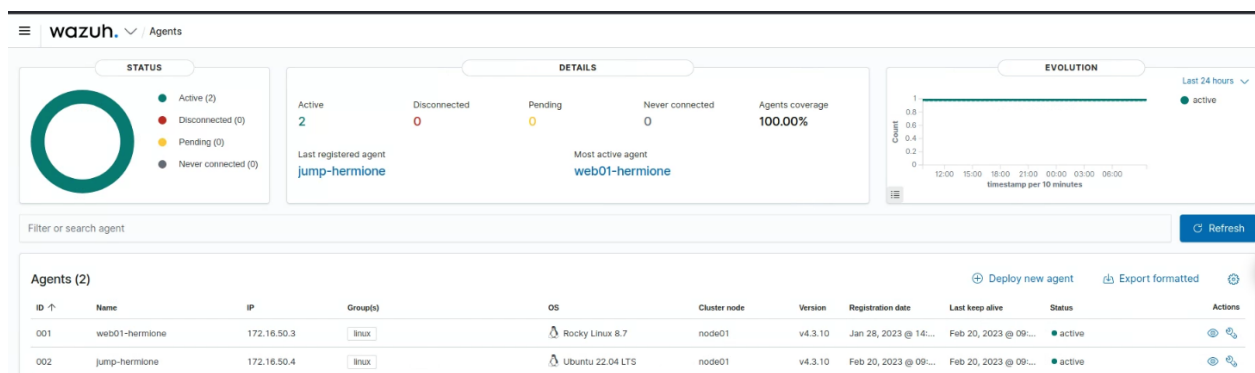 wazuh. / Agents
STATUS
Active (2)
Disconnected (0)
Pending (0)
Never connected (0)
DETAILS
Active Disconnected Pending Never connected Agents coverage
2 0 0 0 100.00%
Last registered agent Most active agent
jump-hermione web01-hermione
EVOLUTION
Last 24 hours
active
Count
1
0.8
0.6
0.4
0.2
0
12:00 15:00 18:00 21:00 00:00 03:00 06:00
timestamp per 10 minutes
Filter or search agent
Refresh
Agents (2) Deploy new agent Export formatted
ID Name IP Group(s) OS Cluster node Version Registration date Last keep alive Status Actions
001 web01-hermione 172.16.50.3 linux Rocky Linux 8.7 node01 v4.3.10 Jan 28, 2023 @ 14:... Feb 20, 2023 @ 09:... active
002 jump-hermione 172.16.50.4 linux Ubuntu 22.04 LTS node01 v4.3.10 Feb 20, 2023 @ 09:... Feb 20, 2023 @ 09:... active